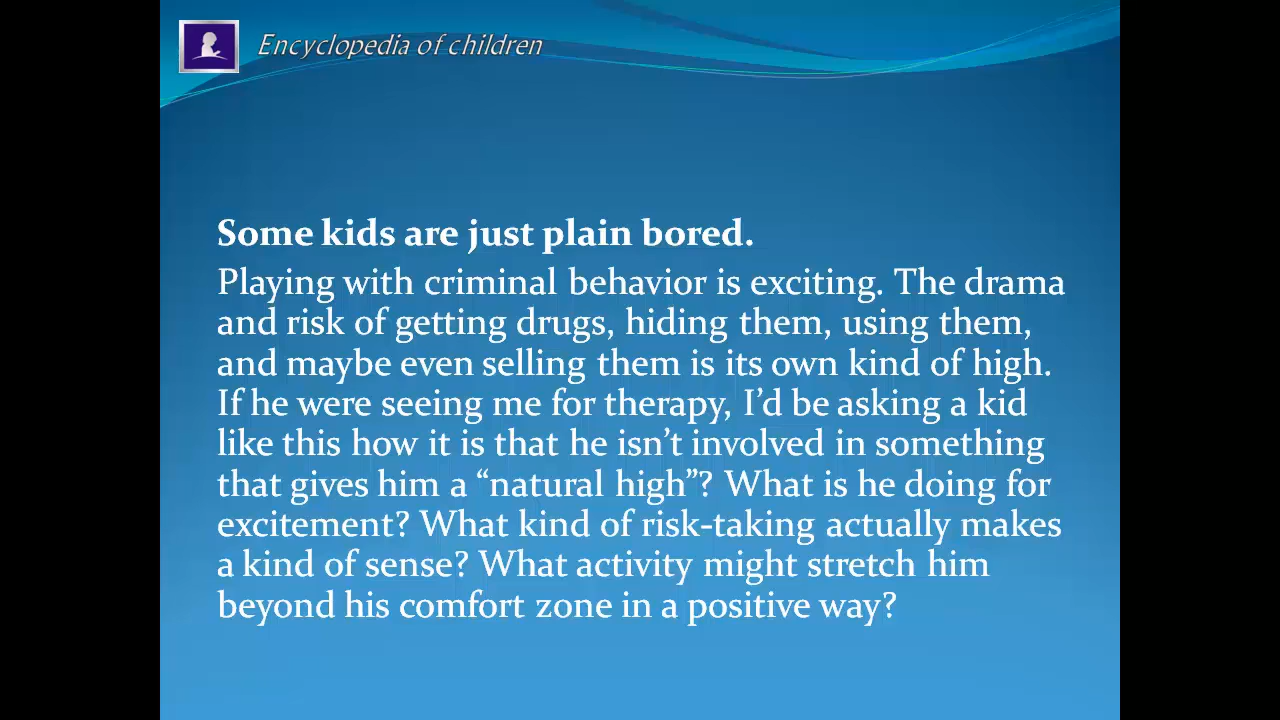 Encyclopedia of children
Some kids are just plain bored.
Playing with criminal behavior is exciting. The drama
and risk of getting drugs, hiding them, using them,
and maybe even selling them is its own kind of high.
If he were seeing me for therapy, I’d be asking a kid
like this how it is that he isn’t involved in something
that gives him a “natural high”? What is he doing for
excitement? What kind of risk-taking actually makes
a kind of sense? What activity might stretch him
beyond his comfort zone in a positive way?